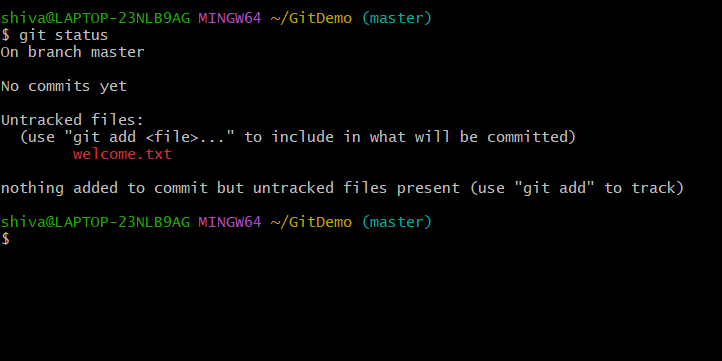 shiva@LAPTOP-23NLB9AG MINGW64 ~/GitDemo (master)
$ git status
On branch master
No commits yet
Untracked files:
(use "git add <file>..." to include in what will be committed)
welcome.txt
nothing added to commit but untracked files present (use "git add" to track)
shiva@LAPTOP-23NLB9AG MINGW64 ~/GitDemo (master)
$